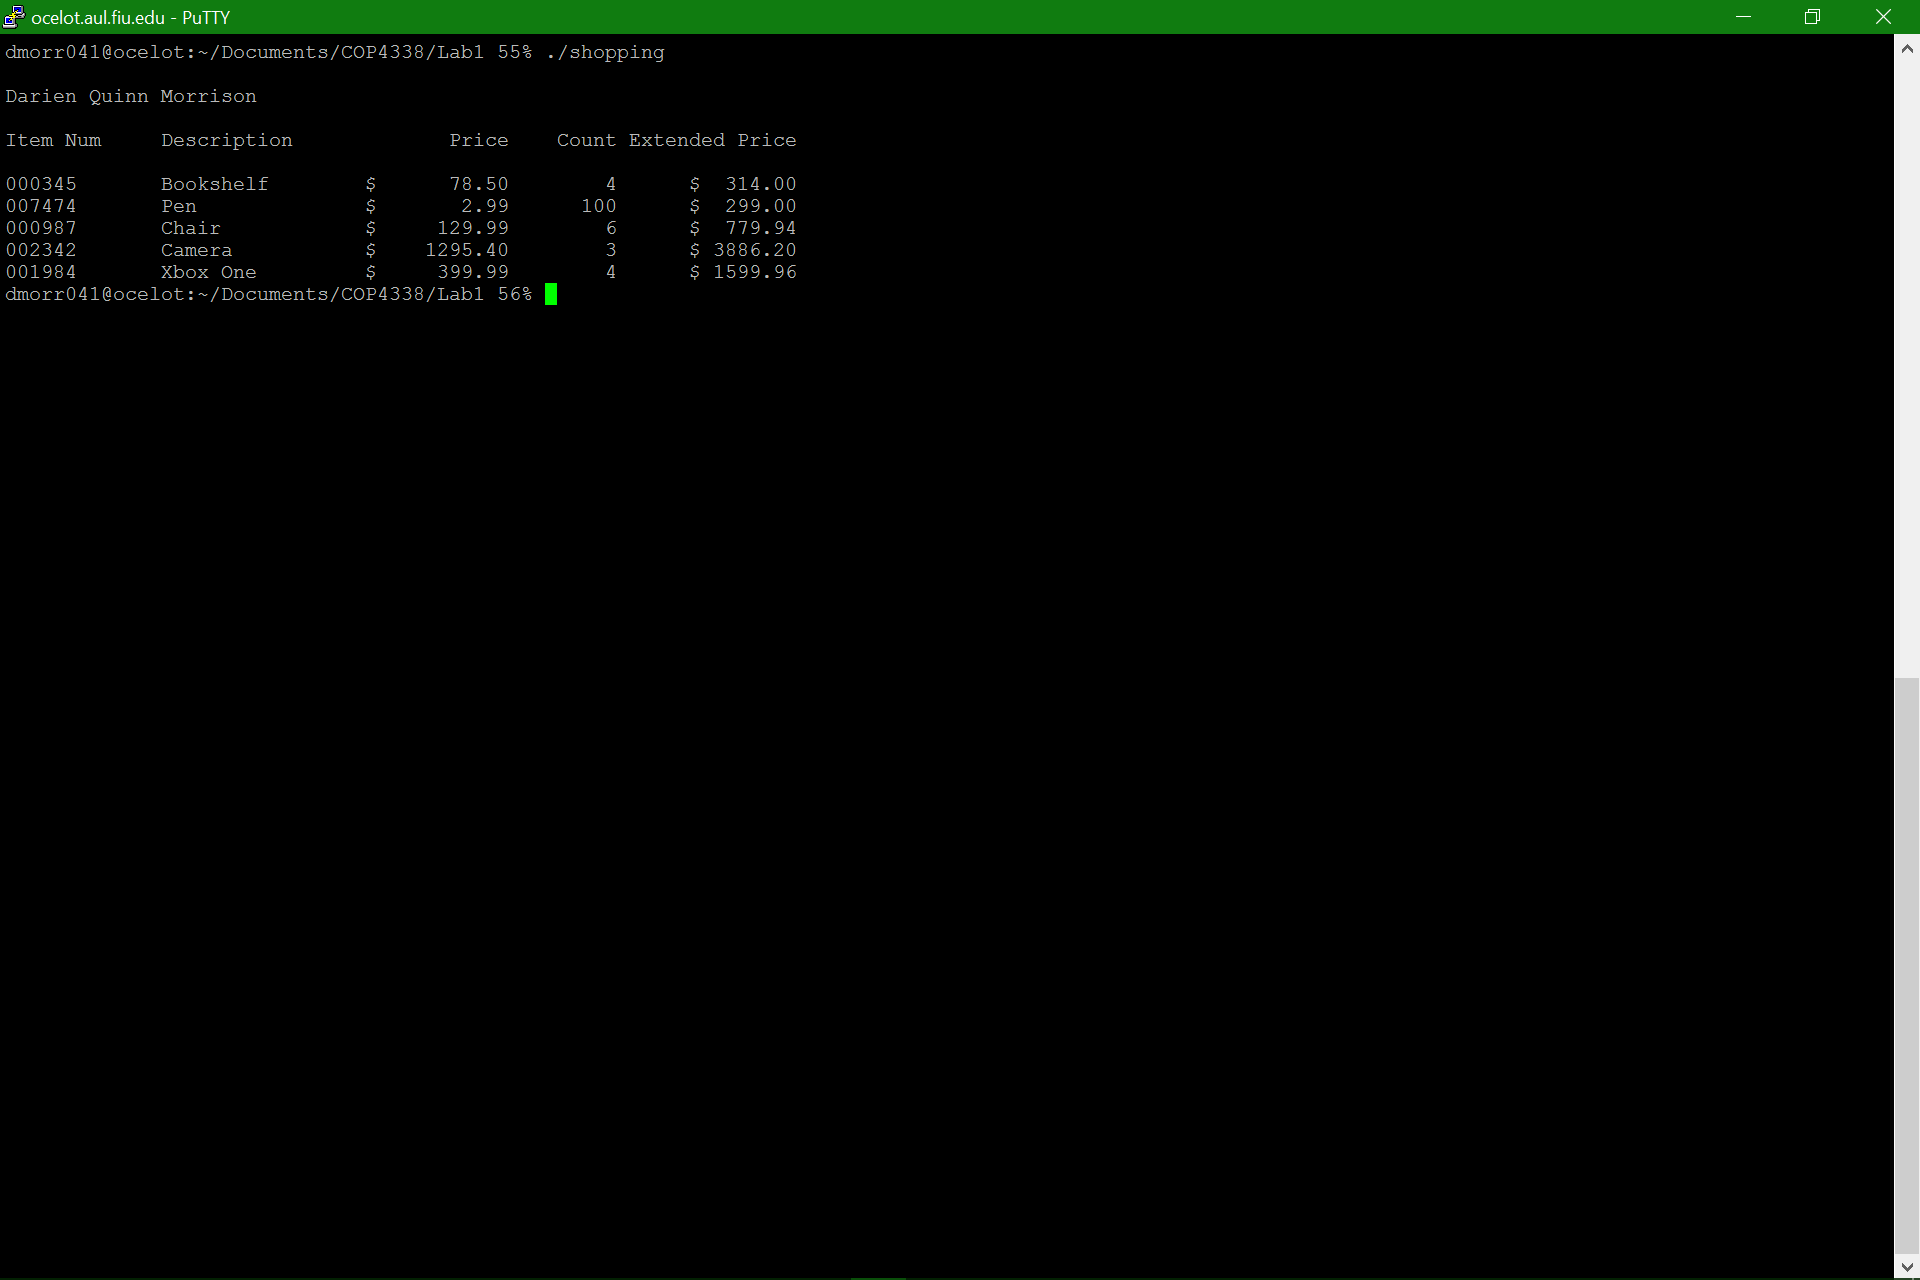 ocelot.aul.fiu.edu - PuTTY
dmorr041@ocelot:~/Documents/COP4338/Lab1 55% ./shopping
Darien Quinn Morrison
Item Num     Description             Price    Count Extended Price
000345       Bookshelf        $      78.50        4      $  314.00
007474       Pen              $       2.99      100      $  299.00
000987       Chair            $     129.99        6      $  779.94
002342       Camera           $    1295.40        3      $ 3886.20
001984       Xbox One         $     399.99        4      $ 1599.96
dmorr041@ocelot:~/Documents/COP4338/Lab1 56%